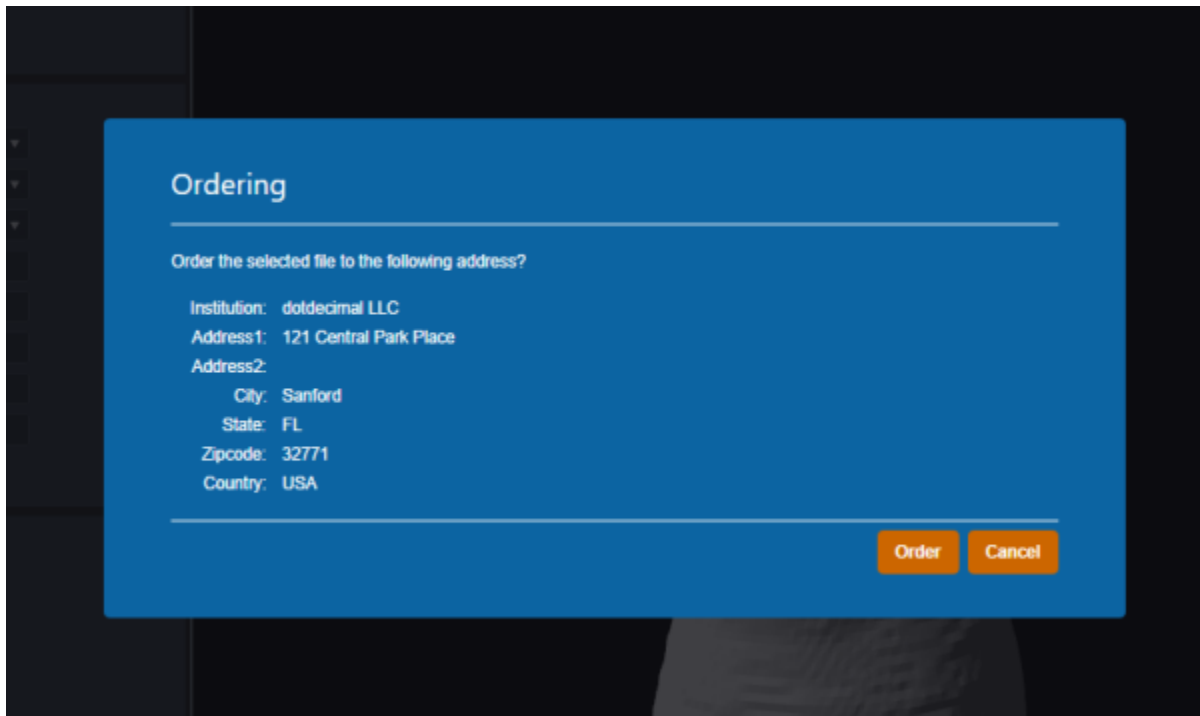 Ordering
Order the selected file to the following address?
Institution: dotdecimal LLC
Address1: 121 Central Park Place
Address2:
City: Sanford
State: FL
Zipcode: 32771
Country: USA
Order Cancel